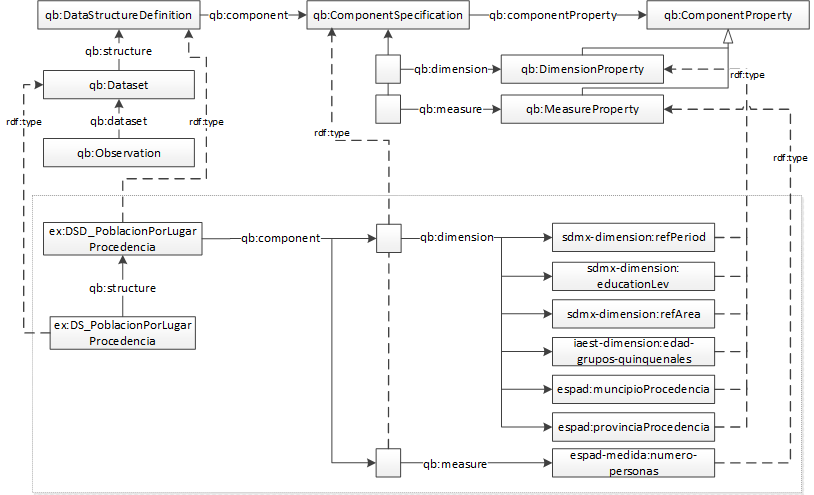 qb:DataStructureDefinition
qb:component
qb:ComponentSpecification
qb:componentProperty
qb:ComponentProperty
qb:structure
qb:dimension
qb:DimensionProperty
rdf:type
qb:Dataset
qb:measure
qb:MeasureProperty
rdf:type
qb:dataset
rdf:type
rdf:type
qb:Observation
rdf:type
ex:DSD_PoblacionPorLugar
Procedencia
qb:component
qb:dimension
sdmx-dimension:refPeriod
sdmx-dimension:
educationLev
qb:structure
sdmx-dimension:refArea
ex:DS_PoblacionPorLugar
Procedencia
iaest-dimension:edad-
grupos-quinquenales
espad:muncipioProcedencia
espad:provinciaProcedencia
qb:measure
espad-medida:numero-
personas